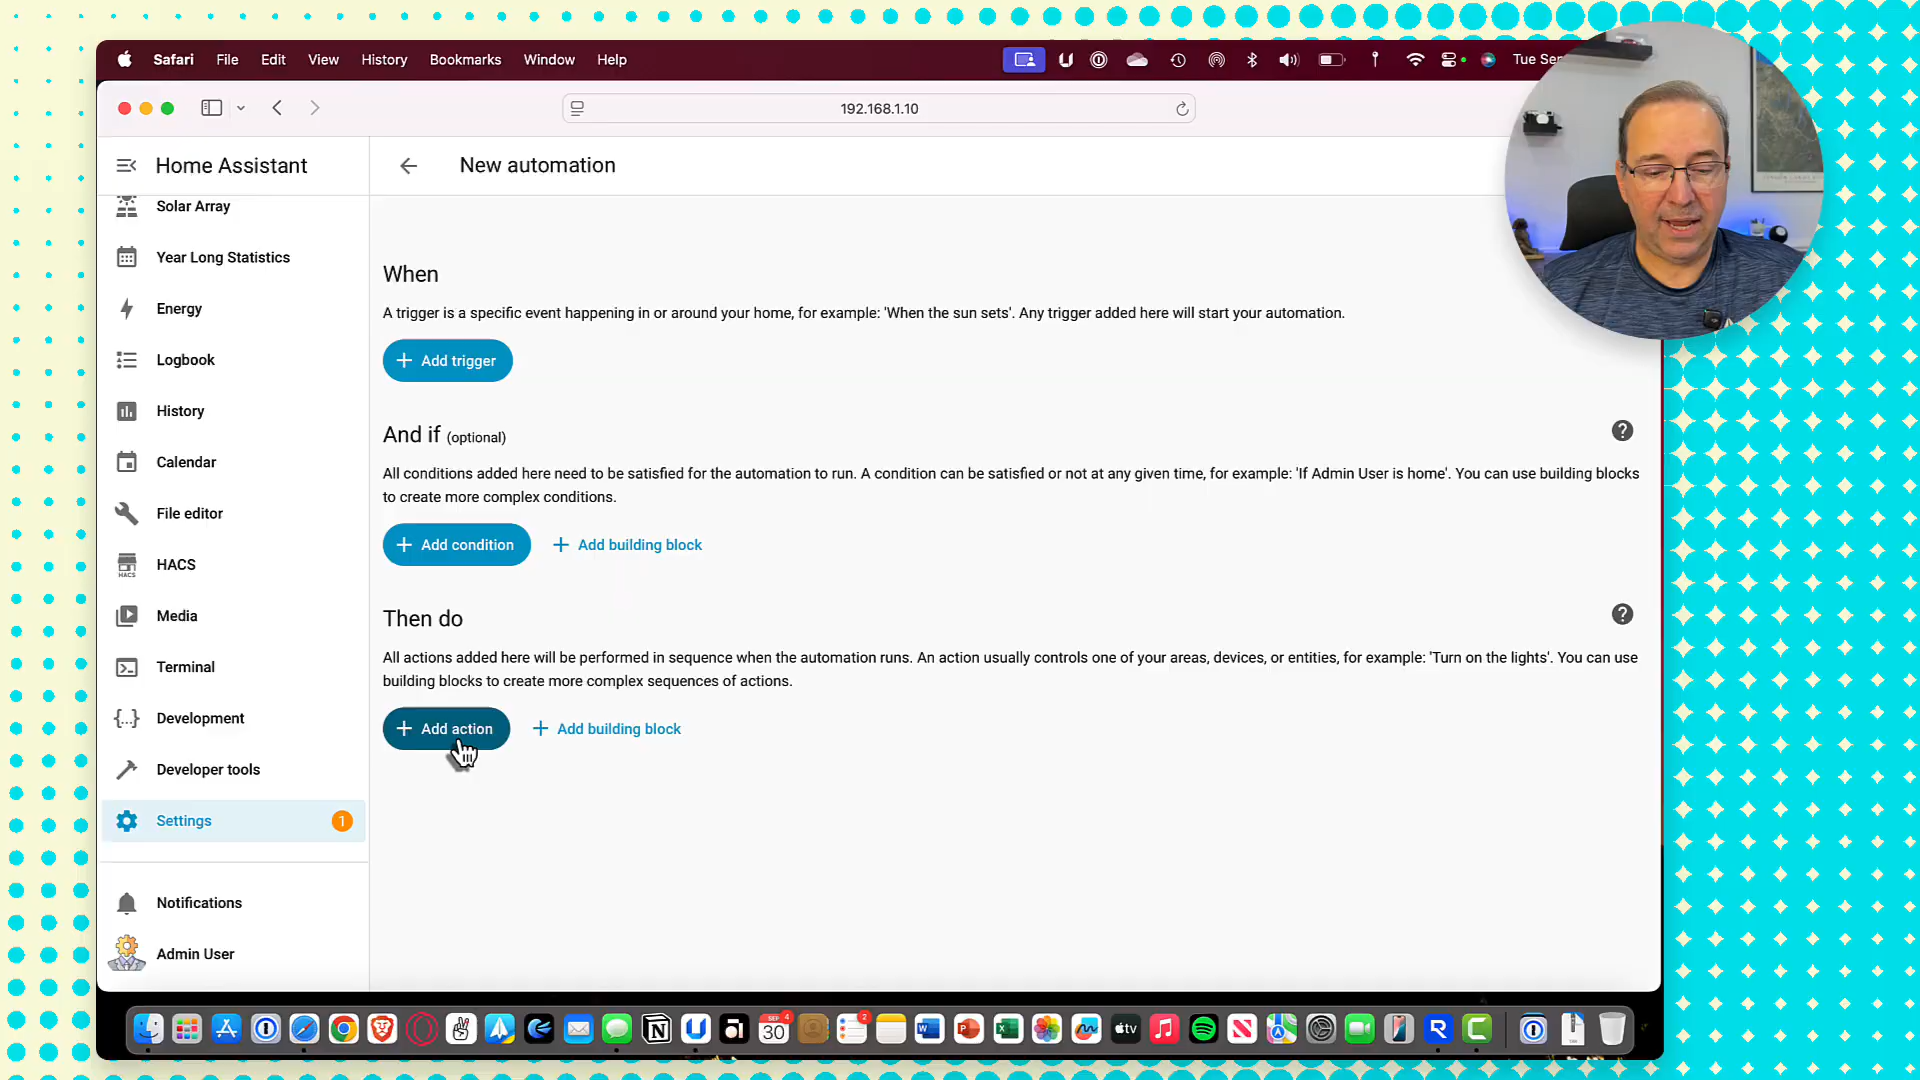 Safari File Edit View History Bookmarks Window Help
Tue Sep
192.168.1.10
Home Assistant
New automation
Solar Array
Year Long Statistics
Energy
Logbook
History
Calendar
File editor
HACS
HACS
Media
Terminal
Development
Developer tools
Settings 1
Notifications
Admin User
When
A trigger is a specific event happening in or around your home, for example: 'When the sun sets'. Any trigger added here will start your automation.
+ Add trigger
And if (optional)
?
All conditions added here need to be satisfied for the automation to run. A condition can be satisfied or not at any given time, for example: 'If Admin User is home'. You can use building blocks
to create more complex conditions.
+ Add condition + Add building block
Then do
?
All actions added here will be performed in sequence when the automation runs. An action usually controls one of your areas, devices, or entities, for example: 'Turn on the lights'. You can use
building blocks to create more complex sequences of actions.
+ Add action + Add building block
SEP
30
4
2
tv